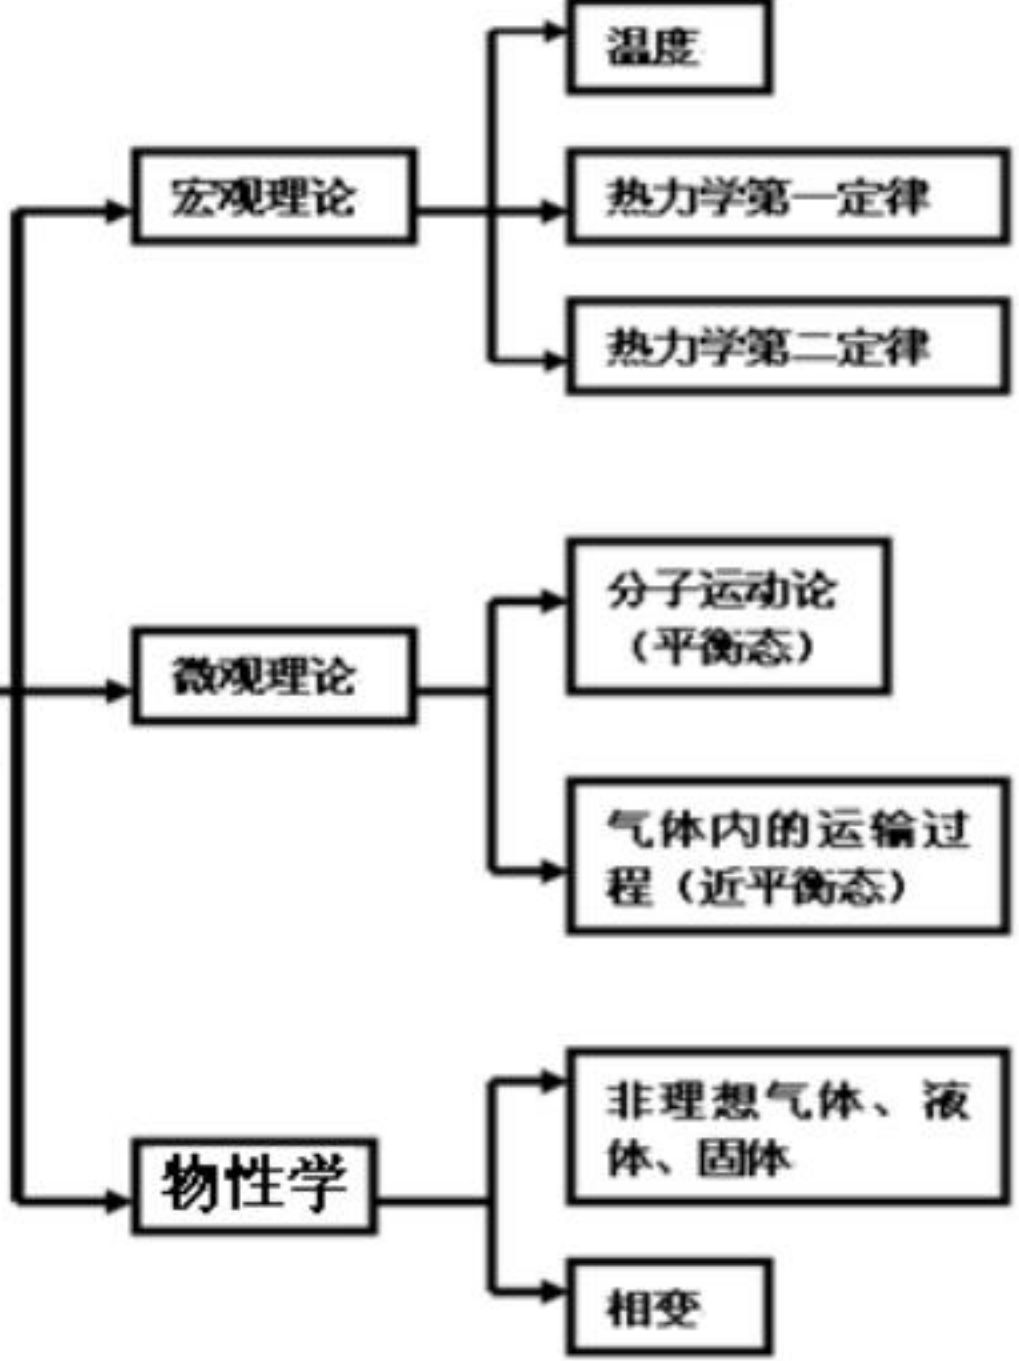 温度
宏观理论
热力学第一定律
热力学第二定律
分子运动论
（平衡态）
微观理论
气体内的运输过
程（近平衡态）
非理想气体、液
体、固体
物性学
相变